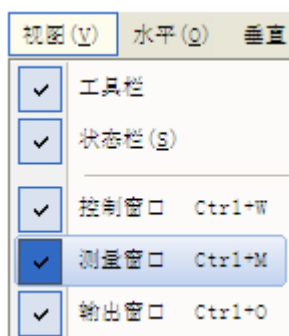 视图(V) 水平(O) 垂直
工具栏
状态栏(S)
控制窗口 Ctrl+W
测量窗口 Ctrl+M
输出窗口 Ctrl+O